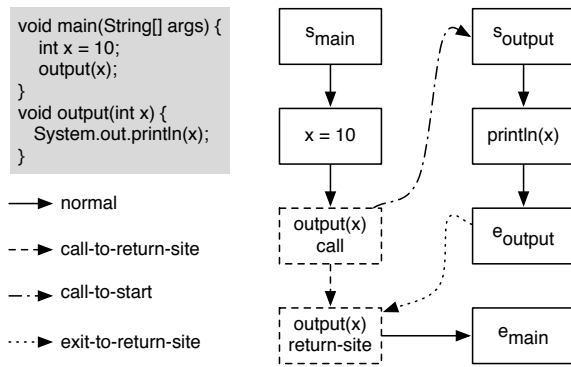 void main(String[] args) {
int x = 10;
output(x);
}
void output(int x) {
System.out.println(x);
}
normal
call-to-return-site
call-to-start
exit-to-return-site
smain
x = 10
output(x)
call
output(x)
return-site
soutput
println(x)
eoutput
emain